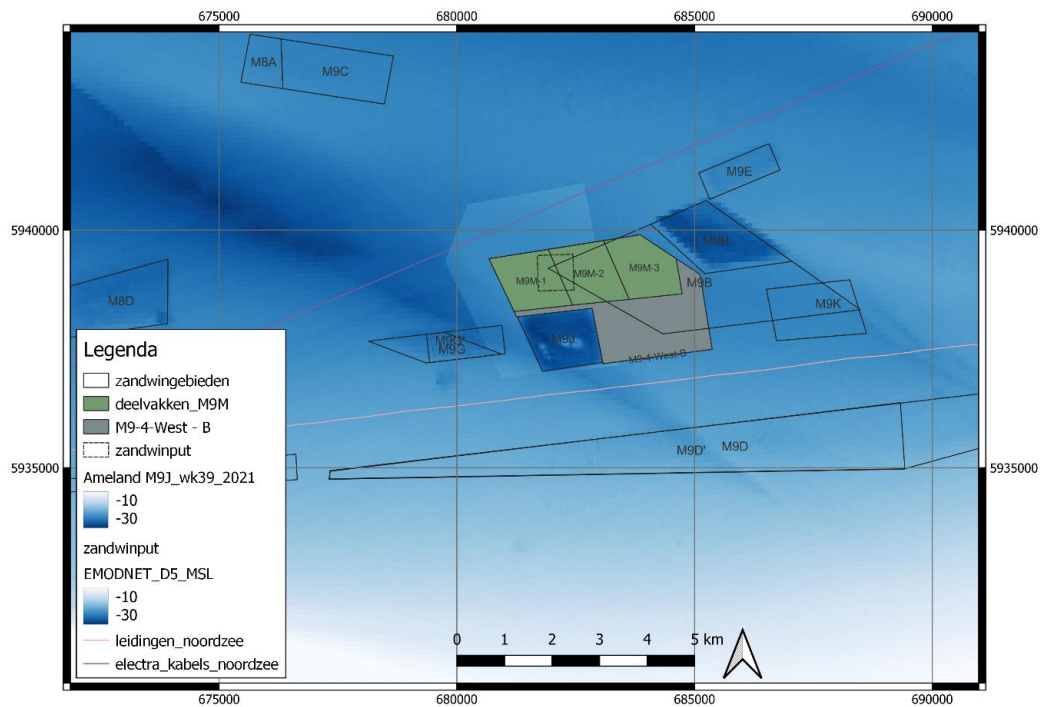 675000 680000 685000 690000
M8A
M9C
M9E
5940000 5940000
M9H
M9M-1 M9M-2 M9M-3
M9B
M8D
M9K
M9J
M9G'
M9G
M9-4-West-B
M9D' M9D
5935000 5935000
Legenda
zandwingebieden
deelvakken_M9M
M9-4-West - B
zandwinput
Ameland M9J_wk39_2021
-10
-30
zandwinput
EMODNET_D5_MSL
-10
-30
leidingen_noordzee
electra_kabels_noordzee
0 1 2 3 4 5 km
675000 680000 685000 690000